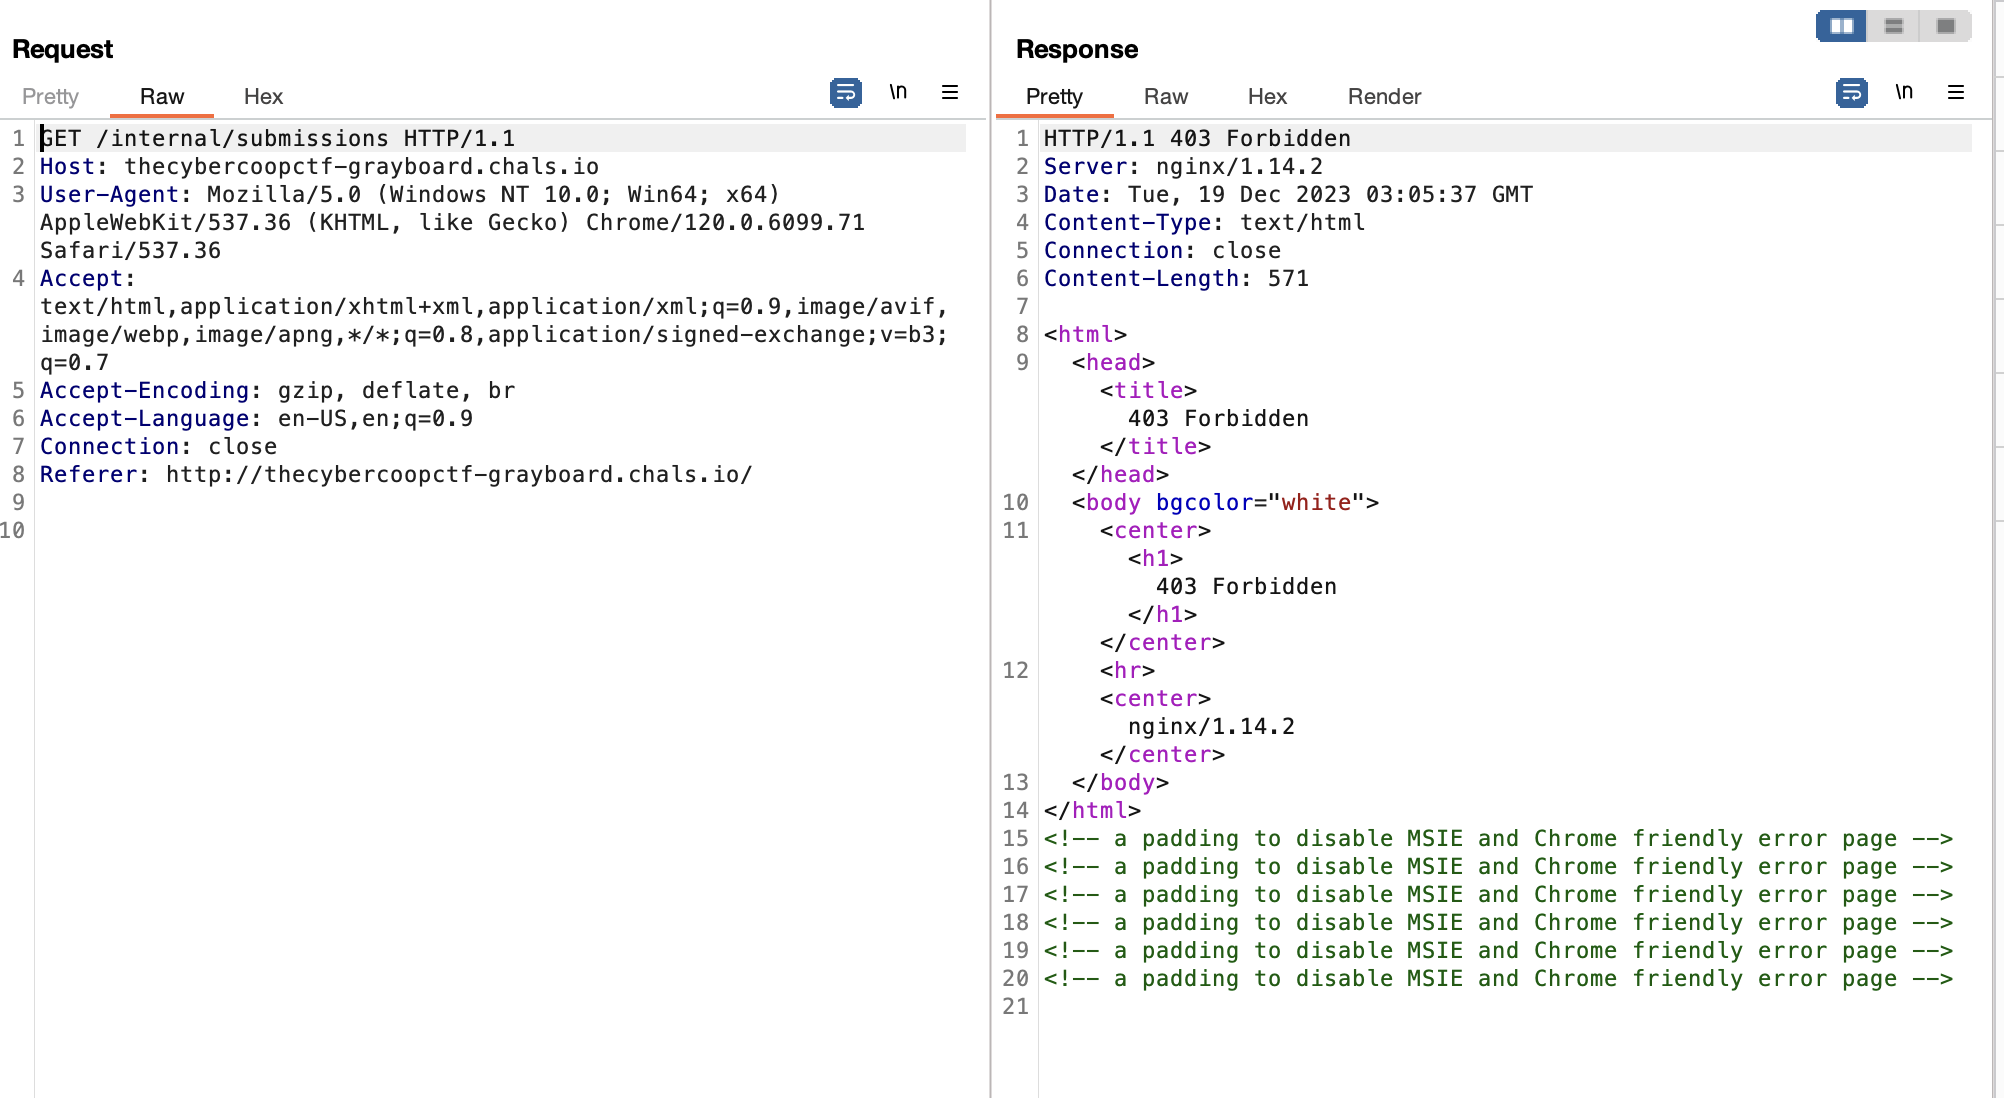 Request
Pretty Raw Hex \n
1 GET /internal/submissions HTTP/1.1
2 Host: thecybercoopctf-grayboard.chals.io
3 User-Agent: Mozilla/5.0 (Windows NT 10.0; Win64; x64)
AppleWebKit/537.36 (KHTML, like Gecko) Chrome/120.0.6099.71
Safari/537.36
4 Accept:
text/html,application/xhtml+xml,application/xml;q=0.9,image/avif,
image/webp,image/apng,*/*;q=0.8,application/signed-exchange;v=b3;
q=0.7
5 Accept-Encoding: gzip, deflate, br
6 Accept-Language: en-US,en;q=0.9
7 Connection: close
8 Referer: http://thecybercoopctf-grayboard.chals.io/
9
10
Response
Pretty Raw Hex Render \n
1 HTTP/1.1 403 Forbidden
2 Server: nginx/1.14.2
3 Date: Tue, 19 Dec 2023 03:05:37 GMT
4 Content-Type: text/html
5 Connection: close
6 Content-Length: 571
7
8 <html>
9 <head>
<title>
403 Forbidden
</title>
</head>
10 <body bgcolor="white">
11 <center>
<h1>
403 Forbidden
</h1>
</center>
12 <hr>
<center>
nginx/1.14.2
</center>
13 </body>
14 </html>
15 <!-- a padding to disable MSIE and Chrome friendly error page -->
16 <!-- a padding to disable MSIE and Chrome friendly error page -->
17 <!-- a padding to disable MSIE and Chrome friendly error page -->
18 <!-- a padding to disable MSIE and Chrome friendly error page -->
19 <!-- a padding to disable MSIE and Chrome friendly error page -->
20 <!-- a padding to disable MSIE and Chrome friendly error page -->
21